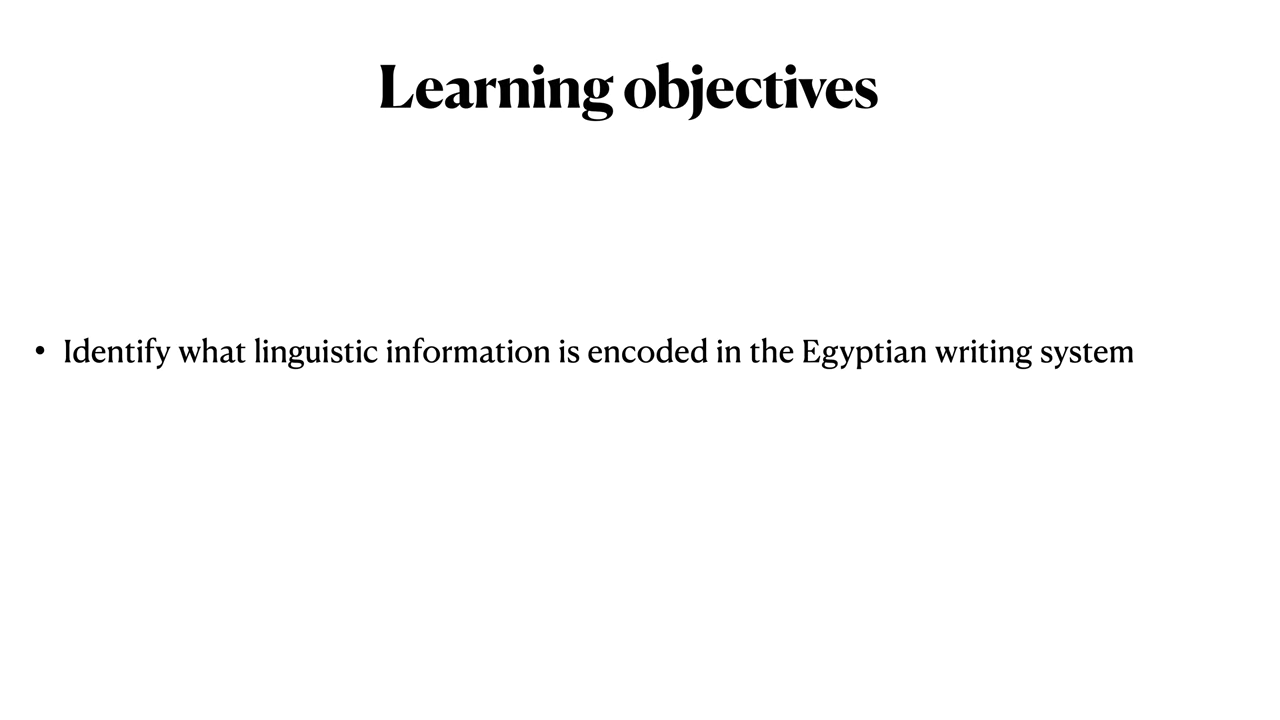 Learning objectives
• Identify what linguistic information is encoded in the Egyptian writing system